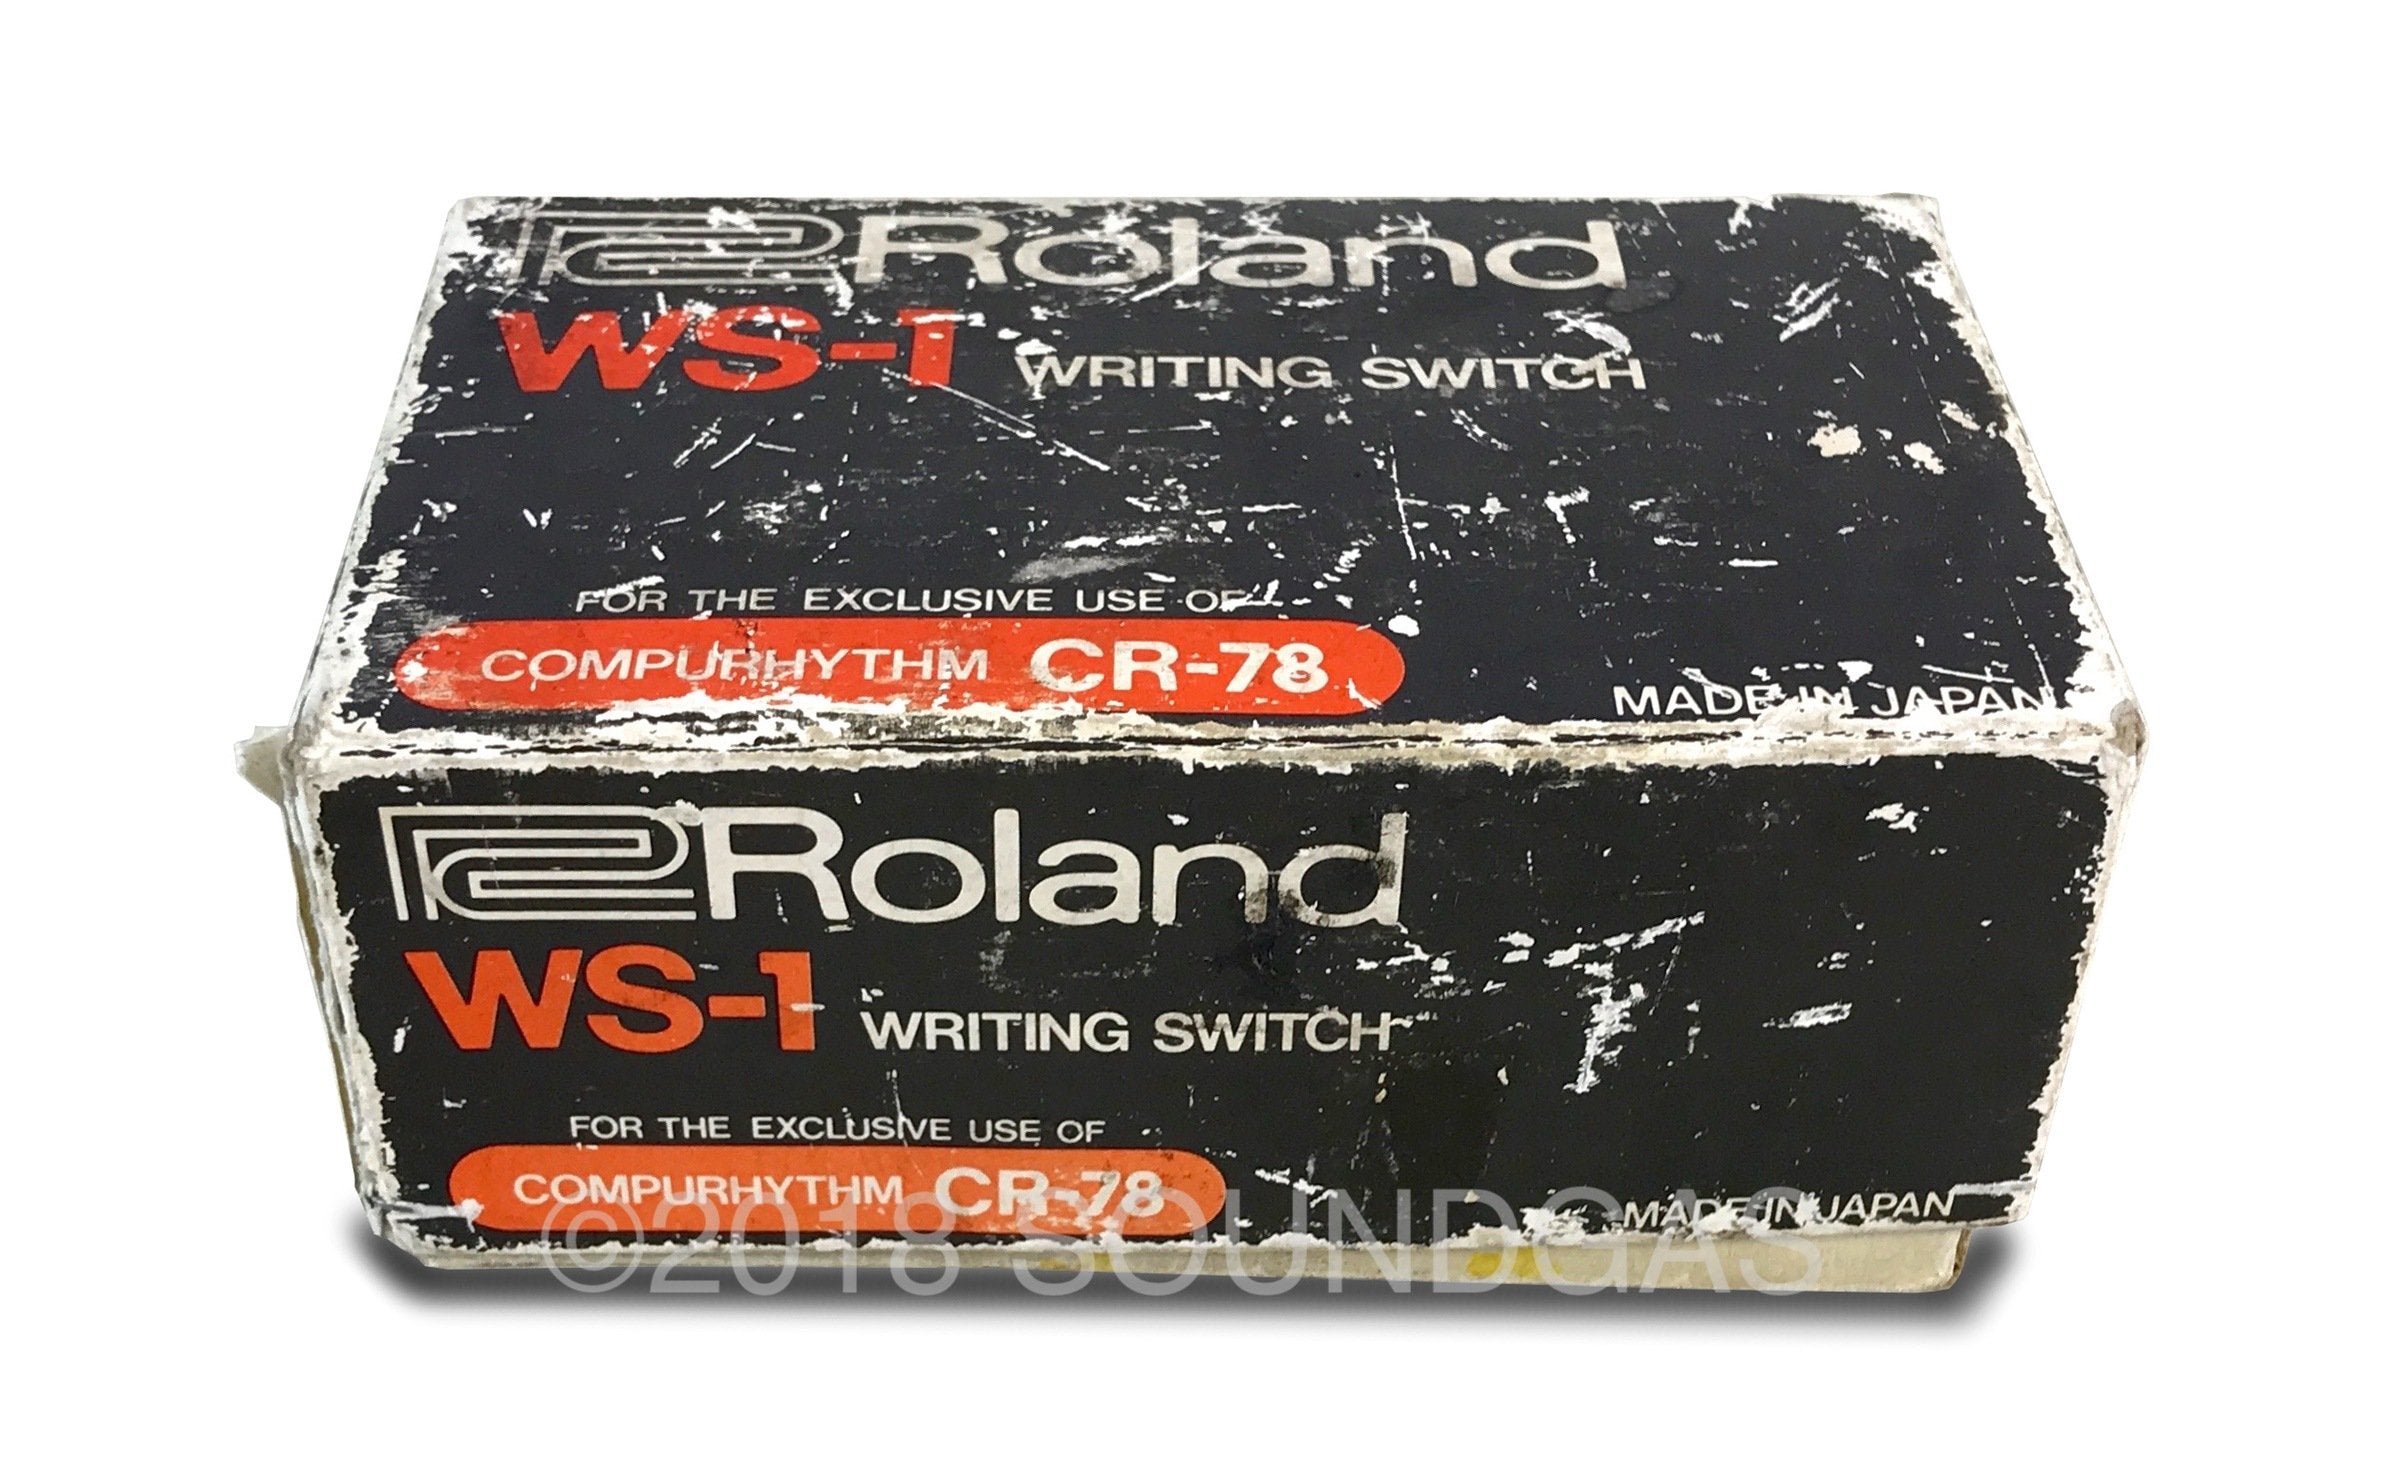 Roland
WS-1 WRITING SWITCH
FOR THE EXCLUSIVE USE OF
COMPURHYTHM CR-78
MADE IN JAPAN
Roland
WS-1 WRITING SWITCH
FOR THE EXCLUSIVE USE OF
COMPURHYTHM CR-78
MADE IN JAPAN
©2018 SOUNDGAS